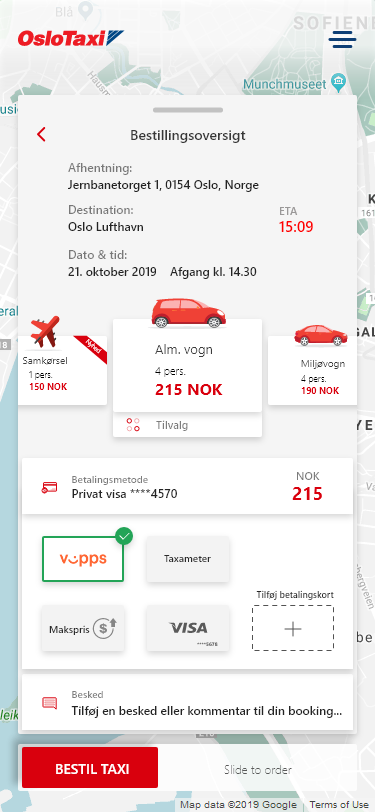 Blå
SOFIENE
OsloTaxi
Munchmuseet
Bestillingsoversigt
Afhentning:
Jernbanetorget 1, 0154 Oslo, Norge
Destination:
Oslo Lufthavn
ETA
15:09
Dato & tid:
21. oktober 2019 Afgang kl. 14.30
Samkørsel
1 pers.
150 NOK
Nyhed
Alm. vogn
4 pers.
215 NOK
Tilvalg
Miljøvogn
4 pers.
190 NOK
Betalingsmetode
Privat visa ****4570
NOK
215
vipps
Taxameter
Makspris
VISA
****5678
Tilføj betalingskort
Besked
Tilføj en besked eller kommentar til din booking...
BESTIL TAXI
Slide to order
Map data ©2019 Google
Terms of Use